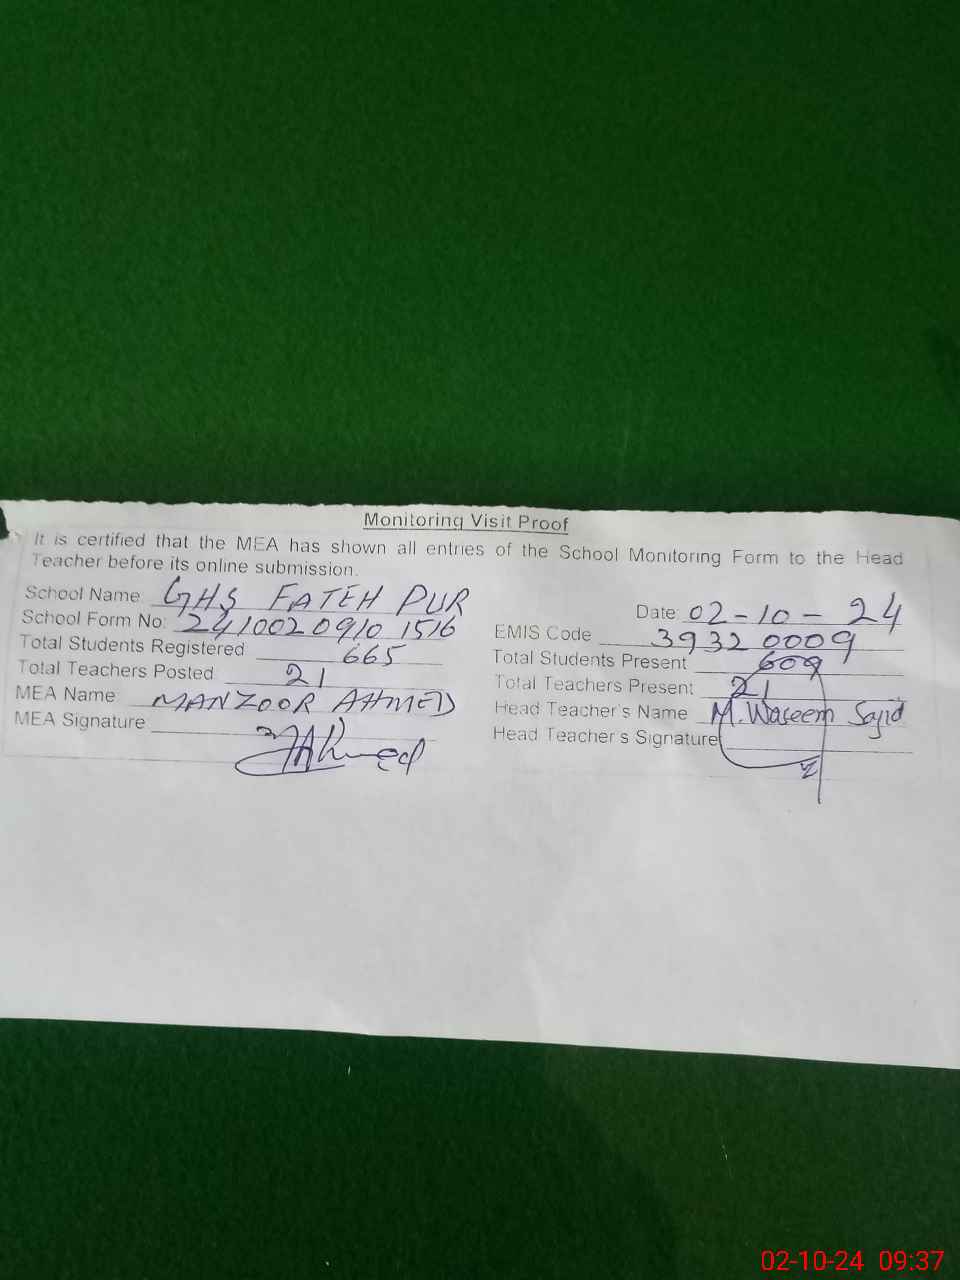 Monitoring Visit Proof
It is certified that the MEA has shown all entries of the School Monitoring Form to the Head
Teacher before its online submission.
School Name GHS FATEH PUR
Date: 02-10-24
School Form No: 2410020910 1516
EMIS Code 39320009
Total Students Registered 665
Total Students Present 609
Total Teachers Posted 21
Total Teachers Present 21
MEA Name MANZOOR AHMED
Head Teacher's Name M. Waseem Sajid
MEA Signature
Head Teacher's Signature
02-10-24 09:37